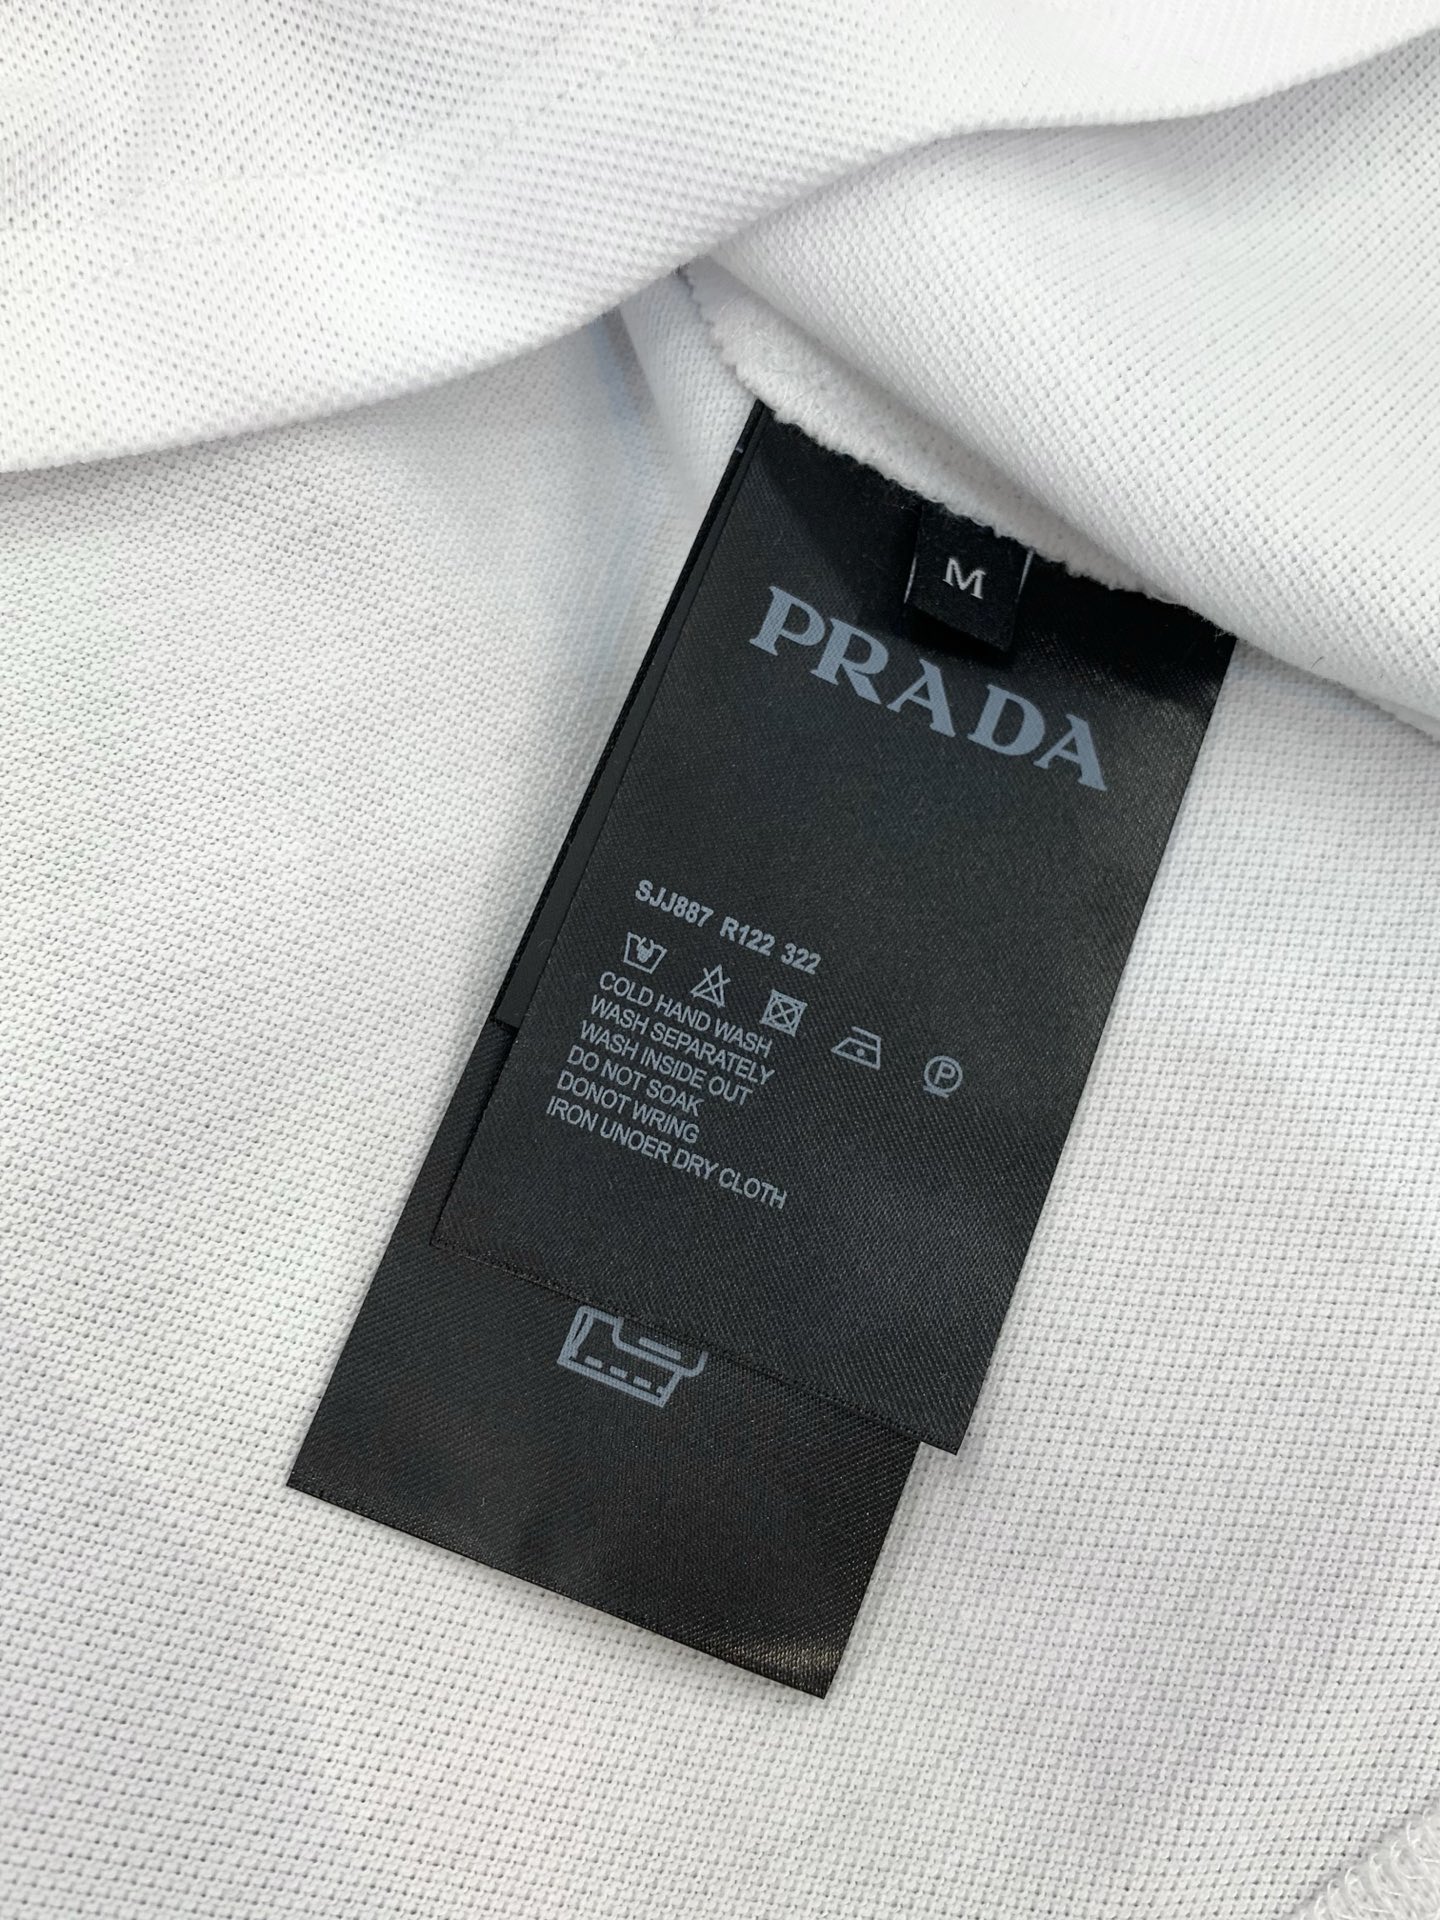 M
PRADA
SJJ887 R122 322
P
COLD HAND WASH
WASH SEPARATELY
WASH INSIDE OUT
DO NOT SOAK
DONOT WRING
IRON UNOER DRY CLOTH